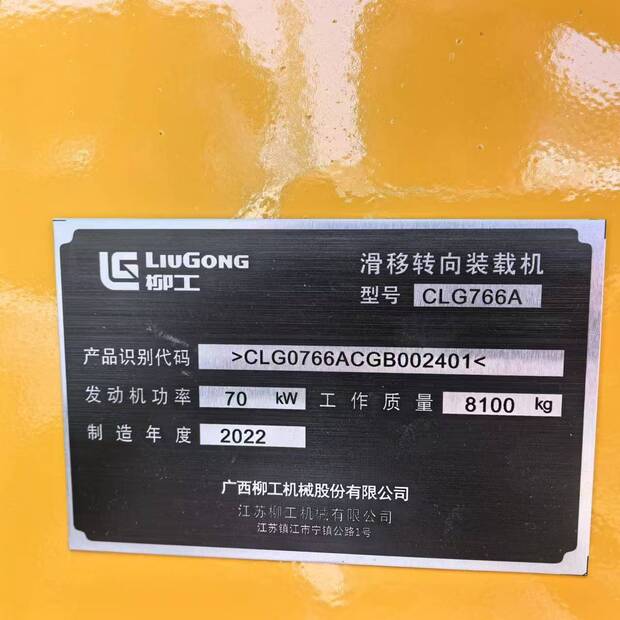 LG LIUGONG
柳工
滑移转向装载机
型号 CLG766A
产品识别代码 >CLG0766ACGB002401<
发动机功率 70 kW 工作质量 8100 kg
制造年度 2022
广西柳工机械股份有限公司
江苏柳工机械有限公司
江苏镇江市宁镇公路1号